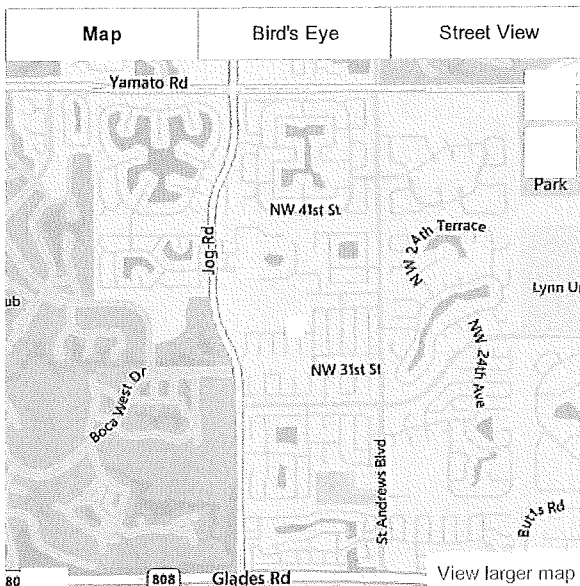 Map
Bird's Eye
Street View
Yamato Rd
Park
NW 41st St
NW 24th Terrace
Jog Rd
Lynn Un
ub
NW 31st St
NW 24th Ave
Boca West Dr
St Andrews Blvd
Butts Rd
80
808
Glades Rd
View larger map